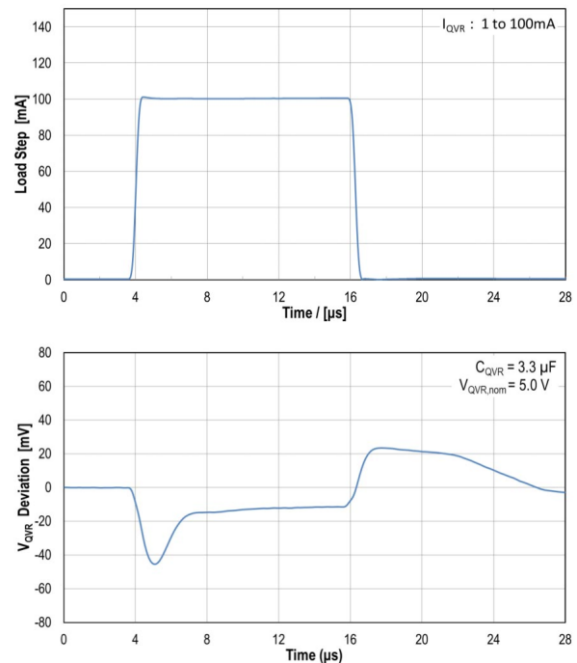 I_QVR : 1 to 100mA
140
120
100
80
60
40
20
0
Load Step [mA]
0 4 8 12 16 20 24 28
Time / [µs]
C_QVR = 3.3 µF
V_QVR,nom = 5.0 V
80
60
40
20
0
-20
-40
-60
-80
V_QVR Deviation [mV]
0 4 8 12 16 20 24 28
Time (µs)